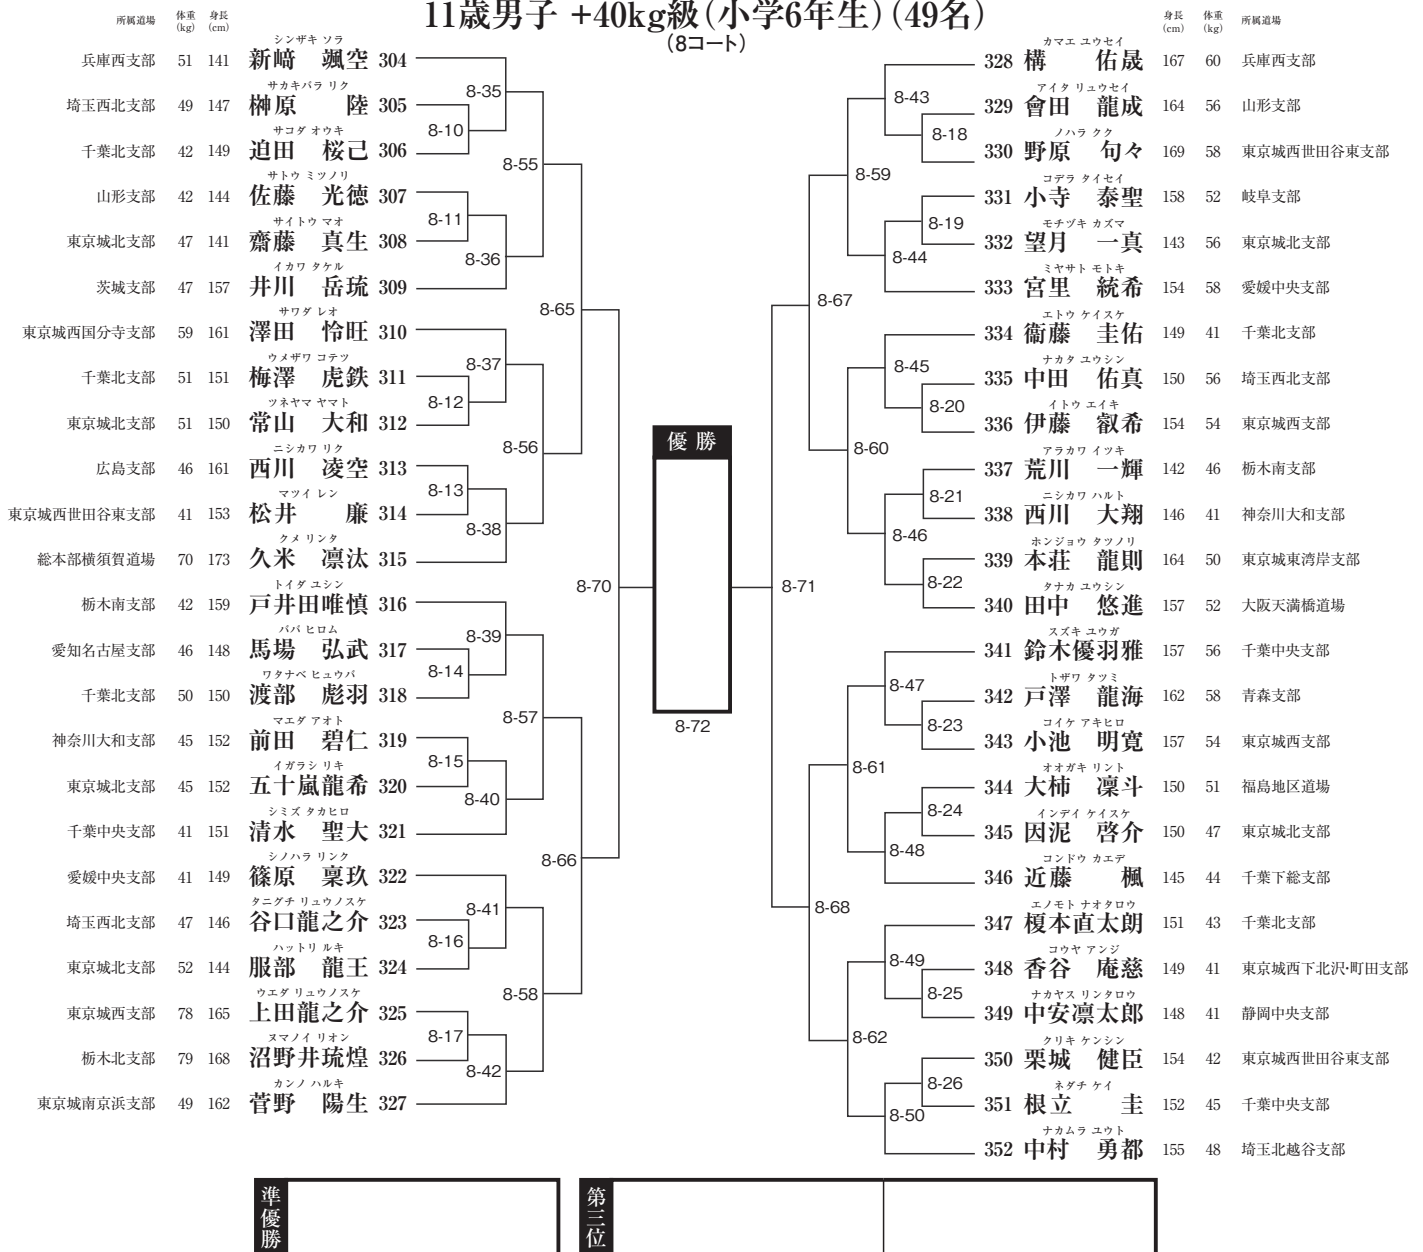 11歳男子 +40kg級(小学6年生)(49名)
(8コート)
所属道場 体重(kg) 身長(cm)
シンザキ ソラ
兵庫西支部 51 141 新﨑 颯空 304
サカキバラ リク
埼玉西北支部 49 147 榊原 陸 305
サコダ オウキ
千葉北支部 42 149 迫田 桜己 306
サトウ ミツノリ
山形支部 42 144 佐藤 光徳 307
サイトウ マオ
東京城北支部 47 141 齋藤 真生 308
イカワ タケル
茨城支部 47 157 井川 岳琉 309
サワダ レオ
東京城西国分寺支部 59 161 澤田 怜旺 310
ウメザワ コテツ
千葉北支部 51 151 梅澤 虎鉄 311
ツネヤマ ヤマト
東京城北支部 51 150 常山 大和 312
ニシカワ リク
広島支部 46 161 西川 凌空 313
マツイ レン
東京城西世田谷東支部 41 153 松井 廉 314
クメ リンタ
総本部横須賀道場 70 173 久米 凛汰 315
トイダ ユシン
栃木南支部 42 159 戸井田唯慎 316
ババ ヒロム
愛知名古屋支部 46 148 馬場 弘武 317
ワタナベ ヒュウバ
千葉北支部 50 150 渡部 彪羽 318
マエダ アオト
神奈川大和支部 45 152 前田 碧仁 319
イガラシ リキ
東京城北支部 45 152 五十嵐龍希 320
シミズ タカヒロ
千葉中央支部 41 151 清水 聖大 321
シノハラ リンク
愛媛中央支部 41 149 篠原 稟玖 322
タニグチ リュウノスケ
埼玉西北支部 47 146 谷口龍之介 323
ハットリ ルキ
東京城北支部 52 144 服部 龍王 324
ウエダ リュウノスケ
東京城西支部 78 165 上田龍之介 325
ヌマノイ リオン
栃木北支部 79 168 沼野井琉煌 326
カンノ ハルキ
東京城南京浜支部 49 162 菅野 陽生 327
8-35
8-10
8-55
8-11
8-36
8-65
8-37
8-12
8-56
8-13
8-38
8-70
8-39
8-14
8-57
8-15
8-40
8-66
8-41
8-16
8-58
8-17
8-42
優勝
8-72
8-43
8-18
8-59
8-19
8-44
8-67
8-45
8-20
8-60
8-21
8-46
8-22
8-71
8-47
8-23
8-61
8-24
8-48
8-68
8-49
8-25
8-62
8-26
8-50
身長(cm) 体重(kg) 所属道場
カマエ ユウセイ
328 構 佑晟 167 60 兵庫西支部
アイタ リュウセイ
329 會田 龍成 164 56 山形支部
ノハラ クク
330 野原 句々 169 58 東京城西世田谷東支部
コデラ タイセイ
331 小寺 泰聖 158 52 岐阜支部
モチヅキ カズマ
332 望月 一真 143 56 東京城北支部
ミヤサト モトキ
333 宮里 統希 154 58 愛媛中央支部
エトウ ケイスケ
334 衞藤 圭佑 149 41 千葉北支部
ナカタ ユウシン
335 中田 佑真 150 56 埼玉西北支部
イトウ エイキ
336 伊藤 叡希 154 54 東京城西支部
アラカワ イツキ
337 荒川 一輝 142 46 栃木南支部
ニシカワ ハルト
338 西川 大翔 146 41 神奈川大和支部
ホンジョウ タツノリ
339 本荘 龍則 164 50 東京城東湾岸支部
タナカ ユウシン
340 田中 悠進 157 52 大阪天満橋道場
スズキ ユウガ
341 鈴木優羽雅 157 56 千葉中央支部
トザワ タツミ
342 戸澤 龍海 162 58 青森支部
コイケ アキヒロ
343 小池 明寛 157 54 東京城西支部
オオガキ リント
344 大柿 凜斗 150 51 福島地区道場
インデイ ケイスケ
345 因泥 啓介 150 47 東京城北支部
コンドウ カエデ
346 近藤 楓 145 44 千葉下総支部
エノモト ナオタロウ
347 榎本直太朗 151 43 千葉北支部
コウヤ アンジ
348 香谷 庵慈 149 41 東京城西下北沢・町田支部
ナカヤス リンタロウ
349 中安凛太郎 148 41 静岡中央支部
クリキ ケンシン
350 栗城 健臣 154 42 東京城西世田谷東支部
ネダチ ケイ
351 根立 圭 152 45 千葉中央支部
ナカムラ ユウト
352 中村 勇都 155 48 埼玉北越谷支部
準優勝
第三位